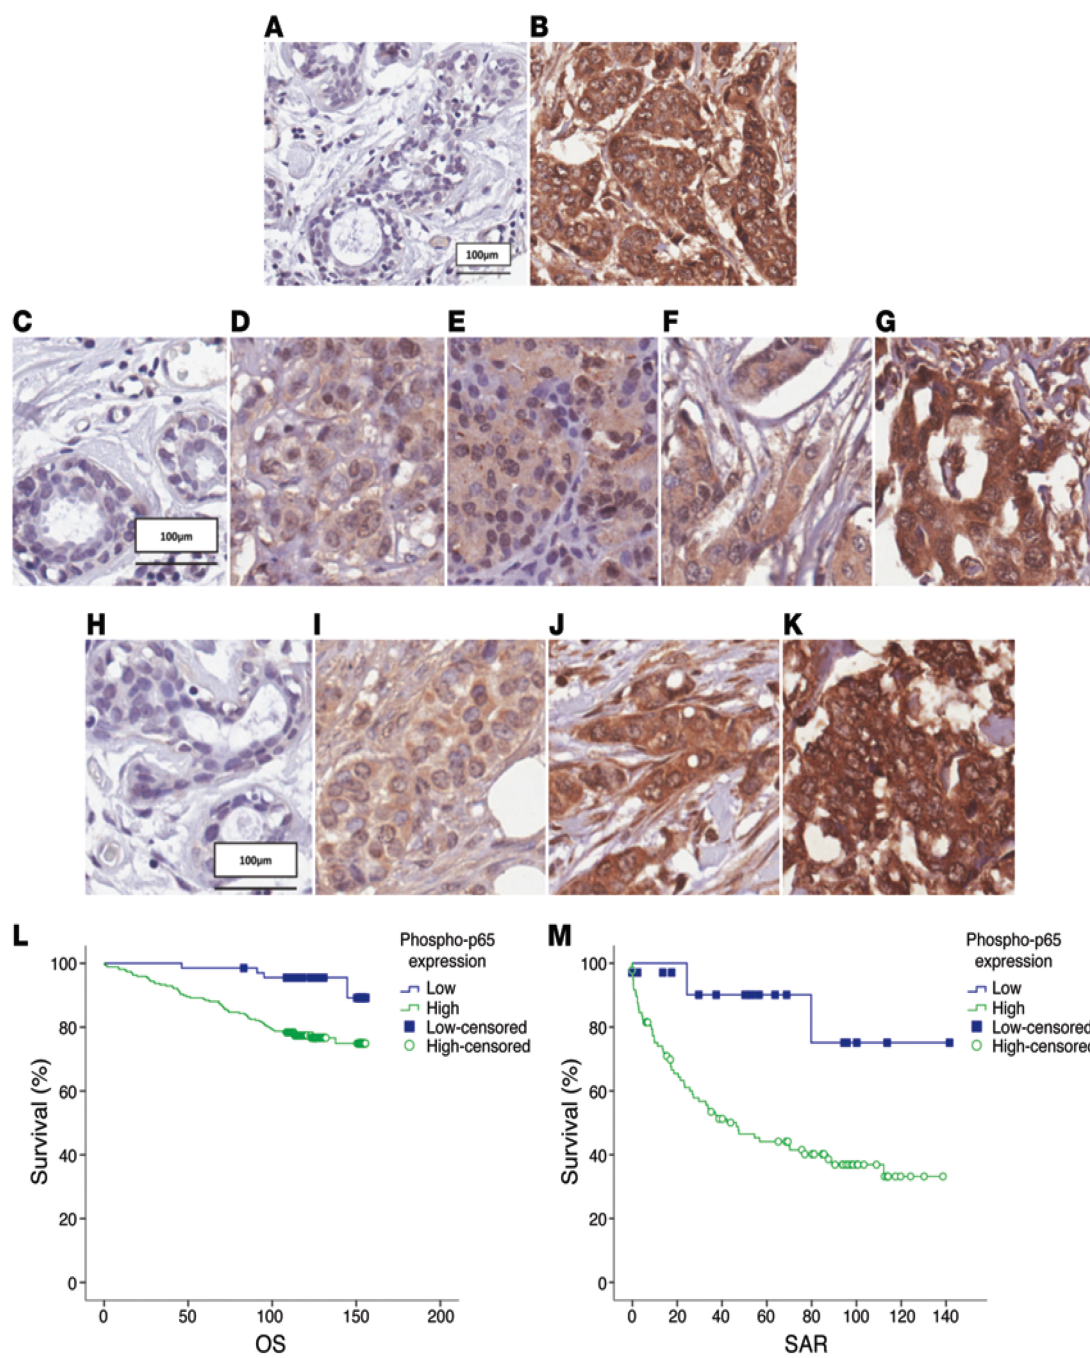 A
B
100µm
C
D
E
F
G
100µm
H
I
J
K
100µm
L
Phospho-p65
expression
Low
High
Low-censored
High-censored
100
80
60
40
20
0
Survival (%)
0
50
100
150
200
OS
M
Phospho-p65
expression
Low
High
Low-censored
High-censored
100
80
60
40
20
0
Survival (%)
0
20
40
60
80
100
120
140
SAR